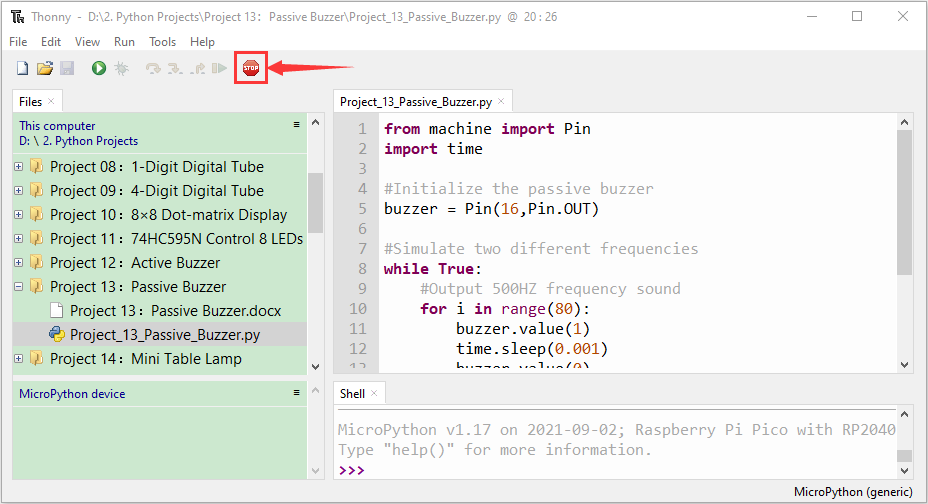 Thonny - D:\2. Python Projects\Project 13：Passive Buzzer\Project_13_Passive_Buzzer.py @ 20 : 26
File Edit View Run Tools Help
STOP
Files
This computer
D: \ 2. Python Projects
Project 08：1-Digit Digital Tube
Project 09：4-Digit Digital Tube
Project 10：8×8 Dot-matrix Display
Project 11：74HC595N Control 8 LEDs
Project 12：Active Buzzer
Project 13：Passive Buzzer
Project 13：Passive Buzzer.docx
Project_13_Passive_Buzzer.py
Project 14：Mini Table Lamp
MicroPython device
Project_13_Passive_Buzzer.py
1 from machine import Pin
2 import time
3
4 #Initialize the passive buzzer
5 buzzer = Pin(16,Pin.OUT)
6
7 #Simulate two different frequencies
8 while True:
9 #Output 500HZ frequency sound
10 for i in range(80):
11 buzzer.value(1)
12 time.sleep(0.001)
13 buzzer.value(0)
Shell
MicroPython v1.17 on 2021-09-02; Raspberry Pi Pico with RP2040
Type "help()" for more information.
>>>
MicroPython (generic)